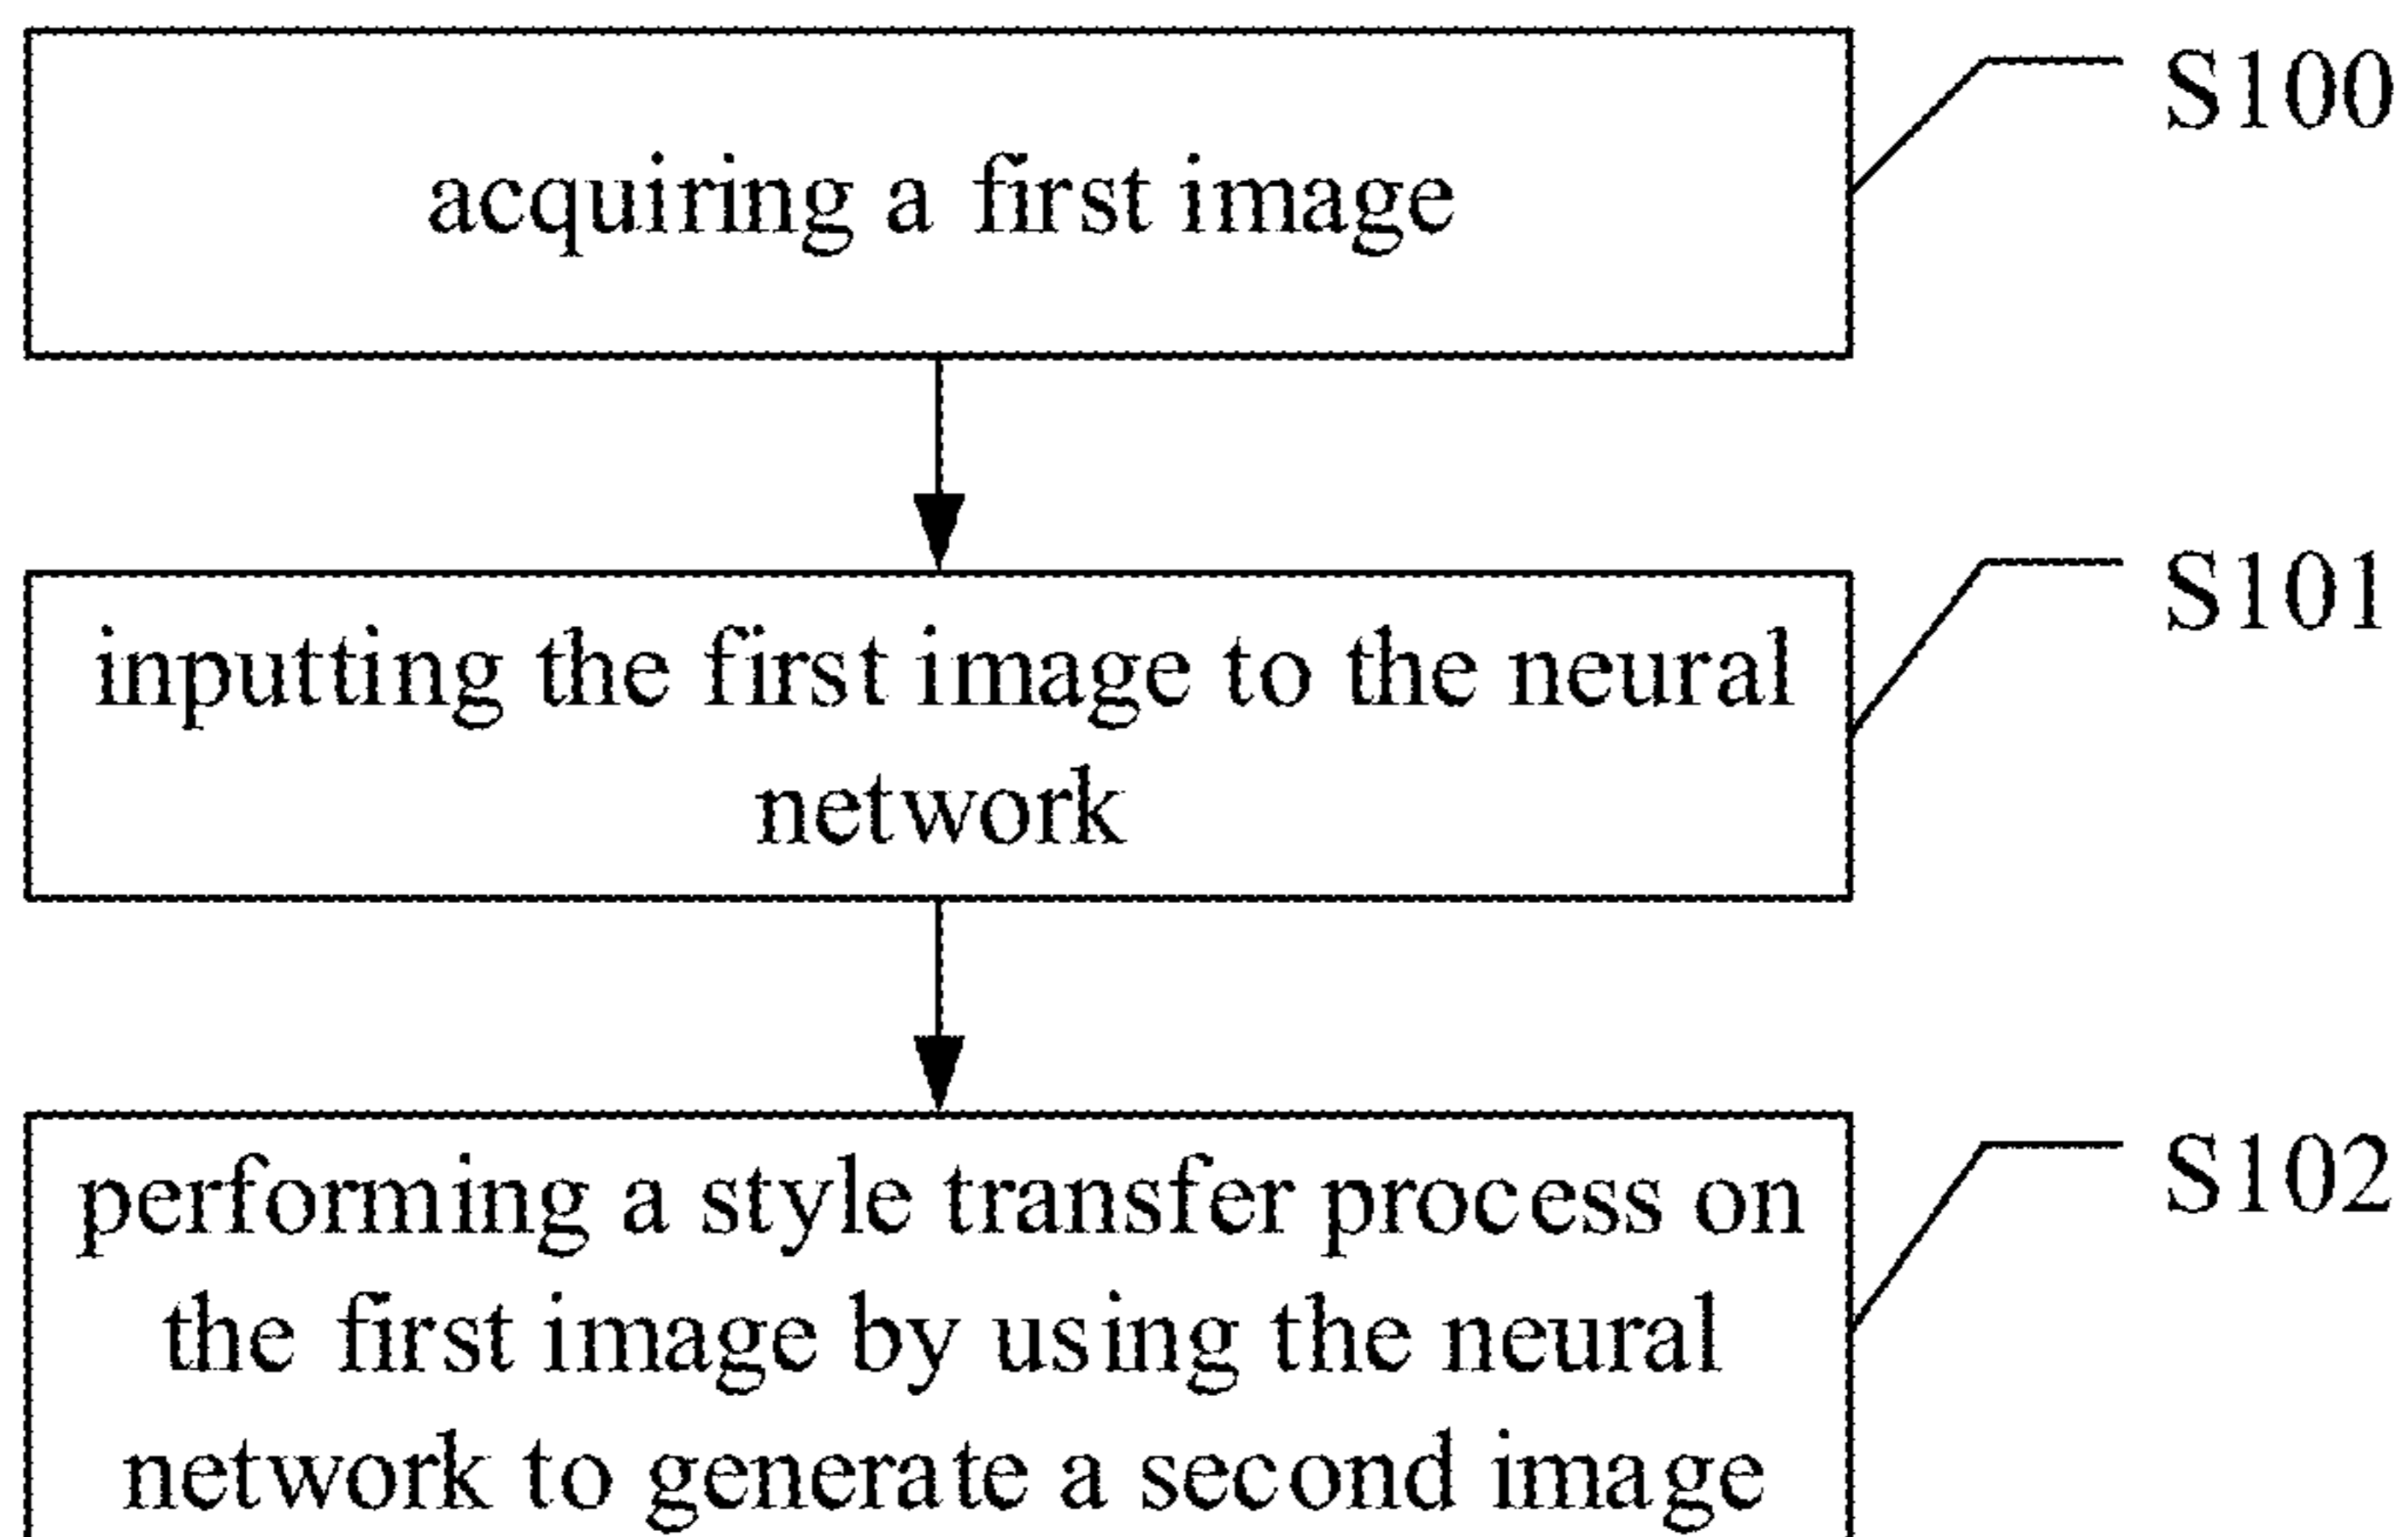 acquiring a first image
S100
inputting the first image to the neural
network
S101
performing a style transfer process on
the first image by using the neural
network to generate a second image
S102